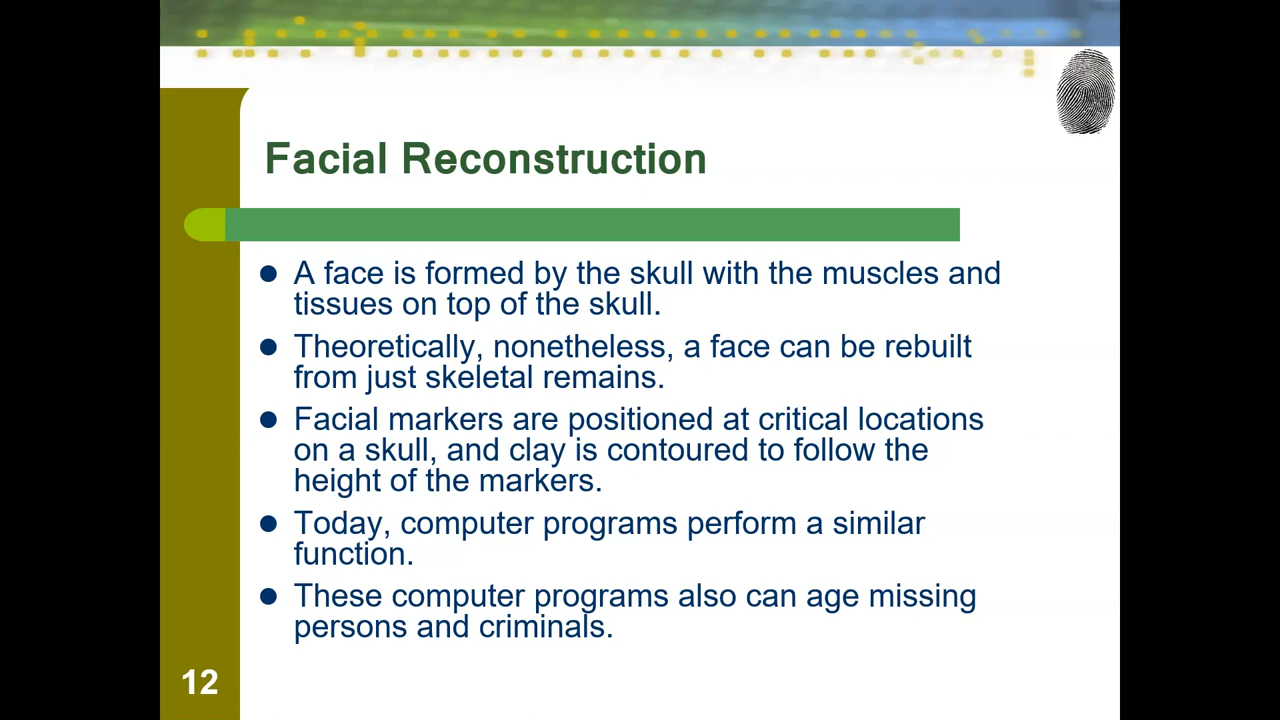 Facial Reconstruction
● A face is formed by the skull with the muscles and
tissues on top of the skull.
● Theoretically, nonetheless, a face can be rebuilt
from just skeletal remains.
● Facial markers are positioned at critical locations
on a skull, and clay is contoured to follow the
height of the markers.
● Today, computer programs perform a similar
function.
● These computer programs also can age missing
persons and criminals.
12